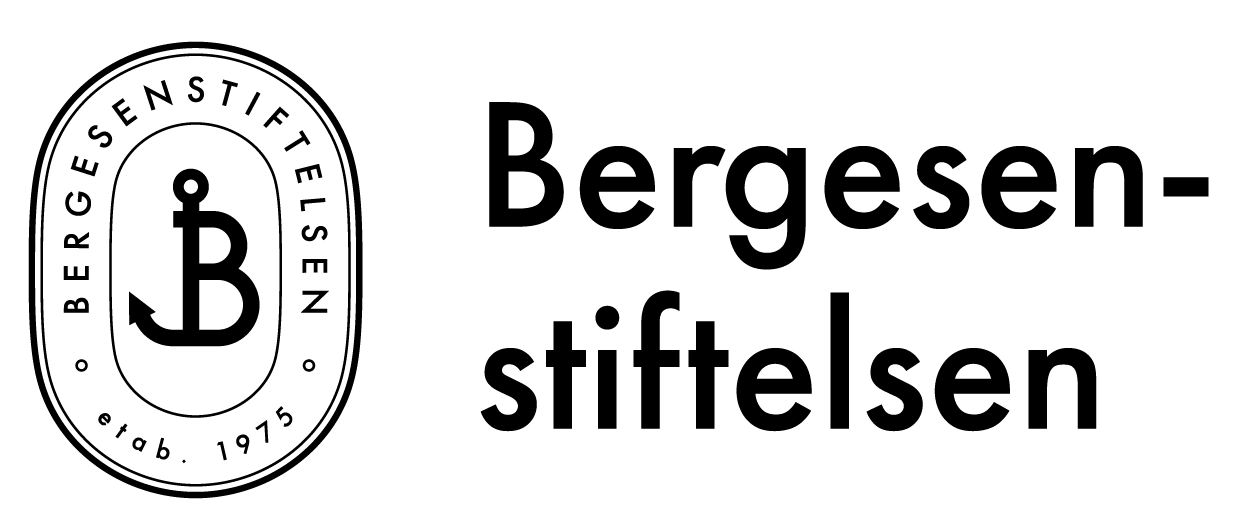 BERGESENSTIFTELSEN
etab. 1975
B
Bergesen-
stiftelsen